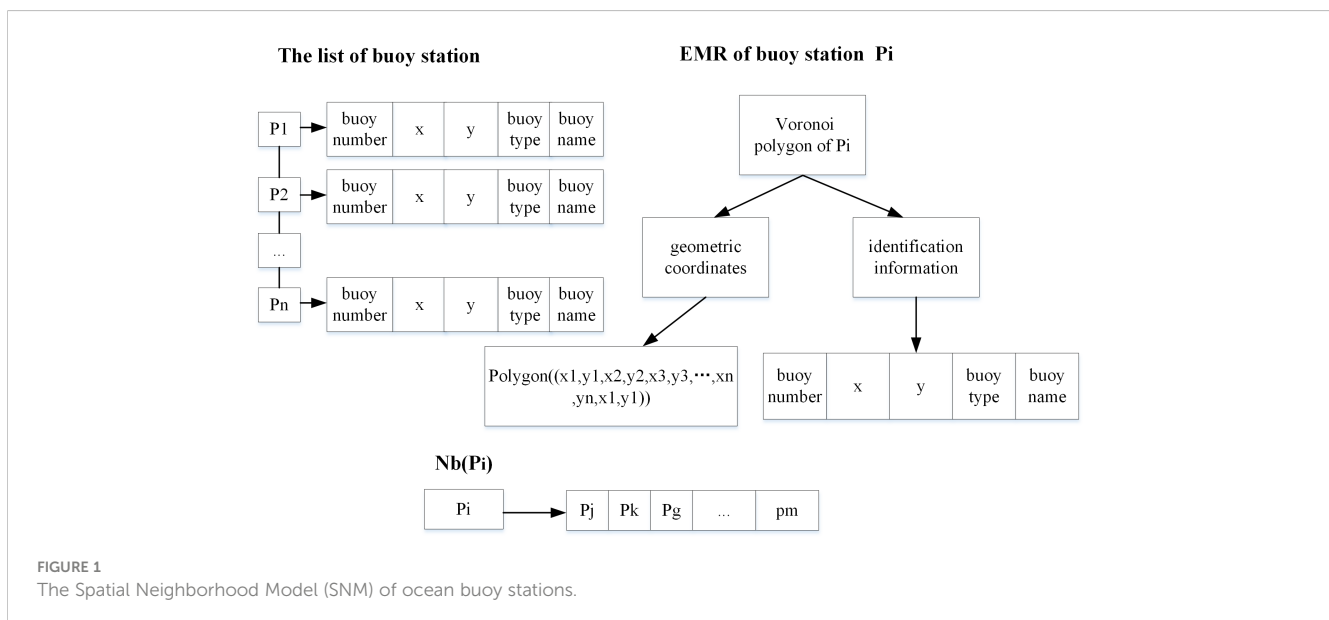 The list of buoy station
P1
buoy
number
x
y
buoy
type
buoy
name
P2
buoy
number
x
y
buoy
type
buoy
name
...
Pn
buoy
number
x
y
buoy
type
buoy
name
EMR of buoy station Pi
Voronoi
polygon of Pi
geometric
coordinates
identification
information
Polygon((x1,y1,x2,y2,x3,y3,⋯,xn
,yn,x1,y1))
buoy
number
x
y
buoy
type
buoy
name
Nb(Pi)
Pi
Pj
Pk
Pg
...
pm
FIGURE 1
The Spatial Neighborhood Model (SNM) of ocean buoy stations.